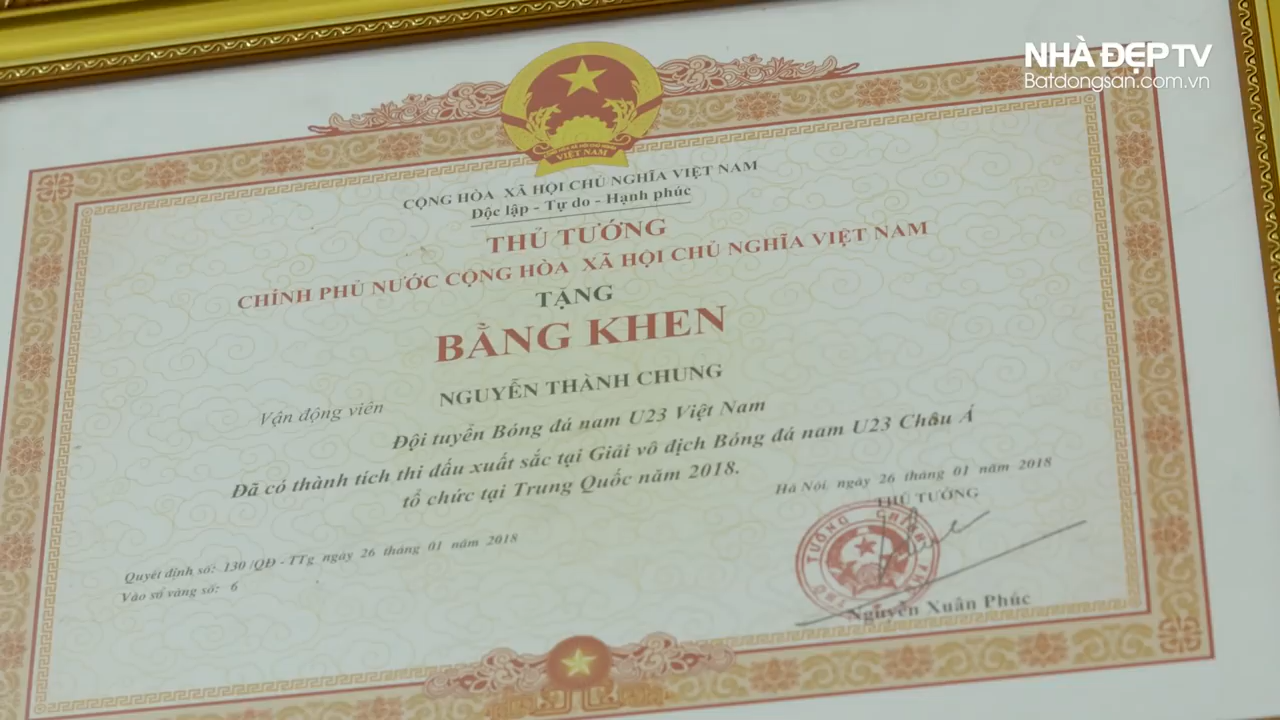 NHÀ ĐẸPTV
Batdongsan.com.vn
VIỆT NAM
CỘNG HÒA XÃ HỘI CHỦ NGHĨA VIỆT NAM
Độc lập - Tự do - Hạnh phúc
THỦ TƯỚNG
CHÍNH PHỦ NƯỚC CỘNG HÒA XÃ HỘI CHỦ NGHĨA VIỆT NAM
TẶNG
BẰNG KHEN
Vận động viên NGUYỄN THÀNH CHUNG
Đội tuyển Bóng đá nam U23 Việt Nam
Đã có thành tích thi đấu xuất sắc tại Giải vô địch Bóng đá nam U23 Châu Á
tổ chức tại Trung Quốc năm 2018.
Hà Nội, ngày 26 tháng 01 năm 2018
THỦ TƯỚNG
THỦ TƯỚNG CHÍNH PHỦ
Nguyễn Xuân Phúc
Quyết định số: 130 /QĐ - TTg ngày 26 tháng 01 năm 2018
Vào sổ vàng số: 6